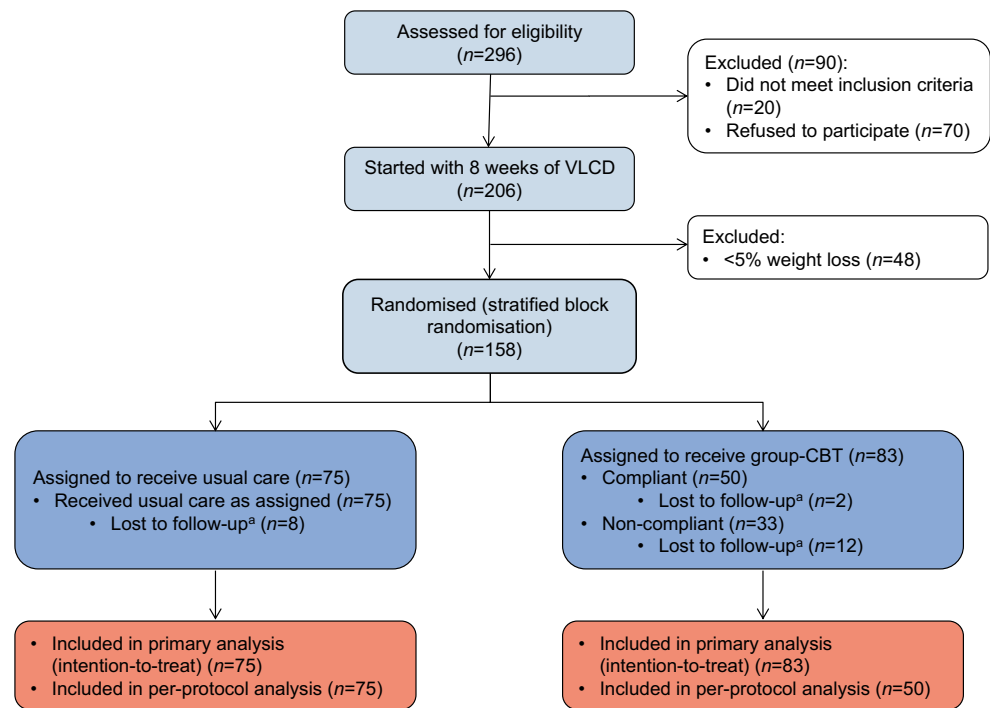 Assessed for eligibility
(n=296)
Excluded (n=90):
• Did not meet inclusion criteria
(n=20)
• Refused to participate (n=70)
Started with 8 weeks of VLCD
(n=206)
Excluded:
• <5% weight loss (n=48)
Randomised (stratified block
randomisation)
(n=158)
Assigned to receive usual care (n=75)
• Received usual care as assigned (n=75)
• Lost to follow-upᵃ (n=8)
Assigned to receive group-CBT (n=83)
• Compliant (n=50)
• Lost to follow-upᵃ (n=2)
• Non-compliant (n=33)
• Lost to follow-upᵃ (n=12)
• Included in primary analysis
(intention-to-treat) (n=75)
• Included in per-protocol analysis (n=75)
• Included in primary analysis
(intention-to-treat) (n=83)
• Included in per-protocol analysis (n=50)